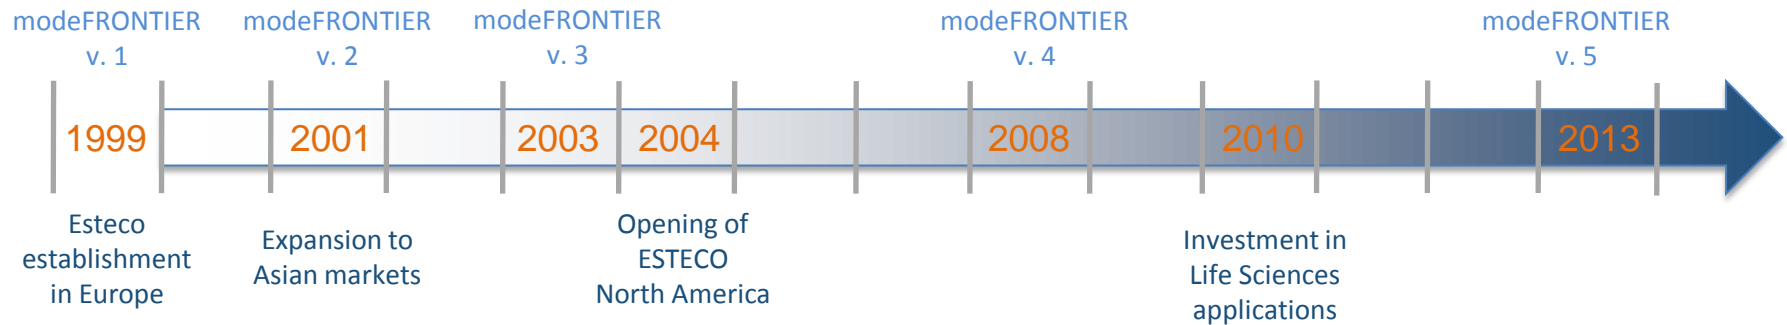 modeFRONTIER
v. 1
modeFRONTIER
v. 2
modeFRONTIER
v. 3
modeFRONTIER
v. 4
modeFRONTIER
v. 5
1999
2001
2003
2004
2008
2010
2013
Esteco
establishment
in Europe
Expansion to
Asian markets
Opening of
ESTECO
North America
Investment in
Life Sciences
applications